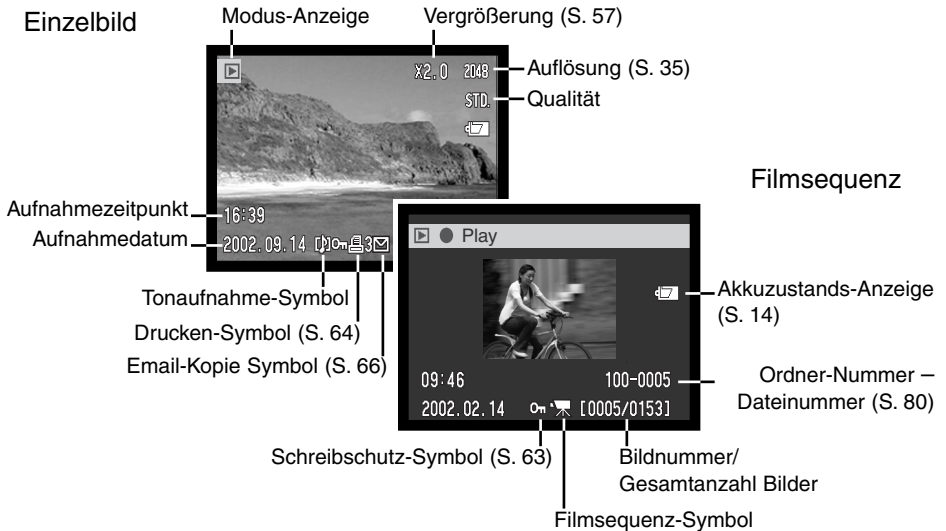 Einzelbild
Modus-Anzeige
Vergrößerung (S. 57)
X2.0 2048
Auflösung (S. 35)
STD.
Qualität
Filmsequenz
Aufnahmezeitpunkt
16:39
Aufnahmedatum
2002.09.14 3
Play
Tonaufnahme-Symbol
Akkuzustands-Anzeige
(S. 14)
Drucken-Symbol (S. 64)
Email-Kopie Symbol (S. 66)
09:46 100-0005
Ordner-Nummer –
Dateinummer (S. 80)
2002.02.14 [0005/0153]
Schreibschutz-Symbol (S. 63)
Bildnummer/
Gesamtanzahl Bilder
Filmsequenz-Symbol